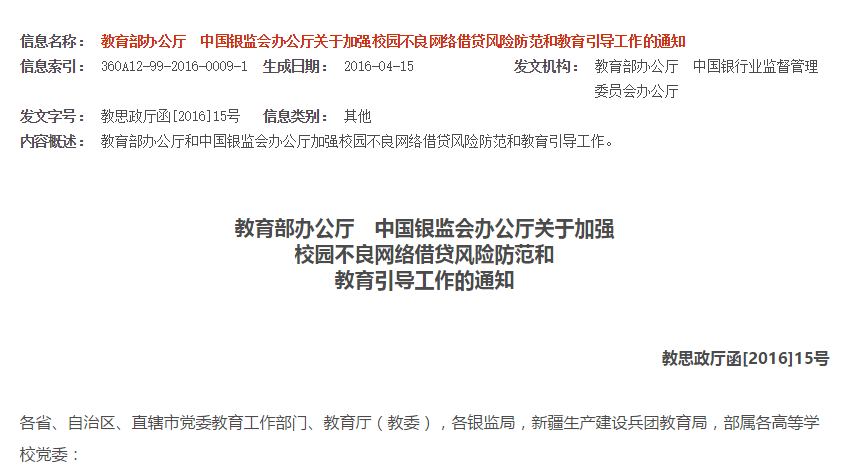 信息名称： 教育部办公厅　中国银监会办公厅关于加强校园不良网络借贷风险防范和教育引导工作的通知
信息索引： 360A12-99-2016-0009-1 生成日期： 2016-04-15 发文机构： 教育部办公厅　中国银行业监督管理
委员会办公厅
发文字号： 教思政厅函[2016]15号 信息类别： 其他
内容概述： 教育部办公厅和中国银监会办公厅加强校园不良网络借贷风险防范和教育引导工作。
教育部办公厅　中国银监会办公厅关于加强
校园不良网络借贷风险防范和
教育引导工作的通知
教思政厅函[2016]15号
各省、自治区、直辖市党委教育工作部门、教育厅（教委），各银监局，新疆生产建设兵团教育局，部属各高等学
校党委：